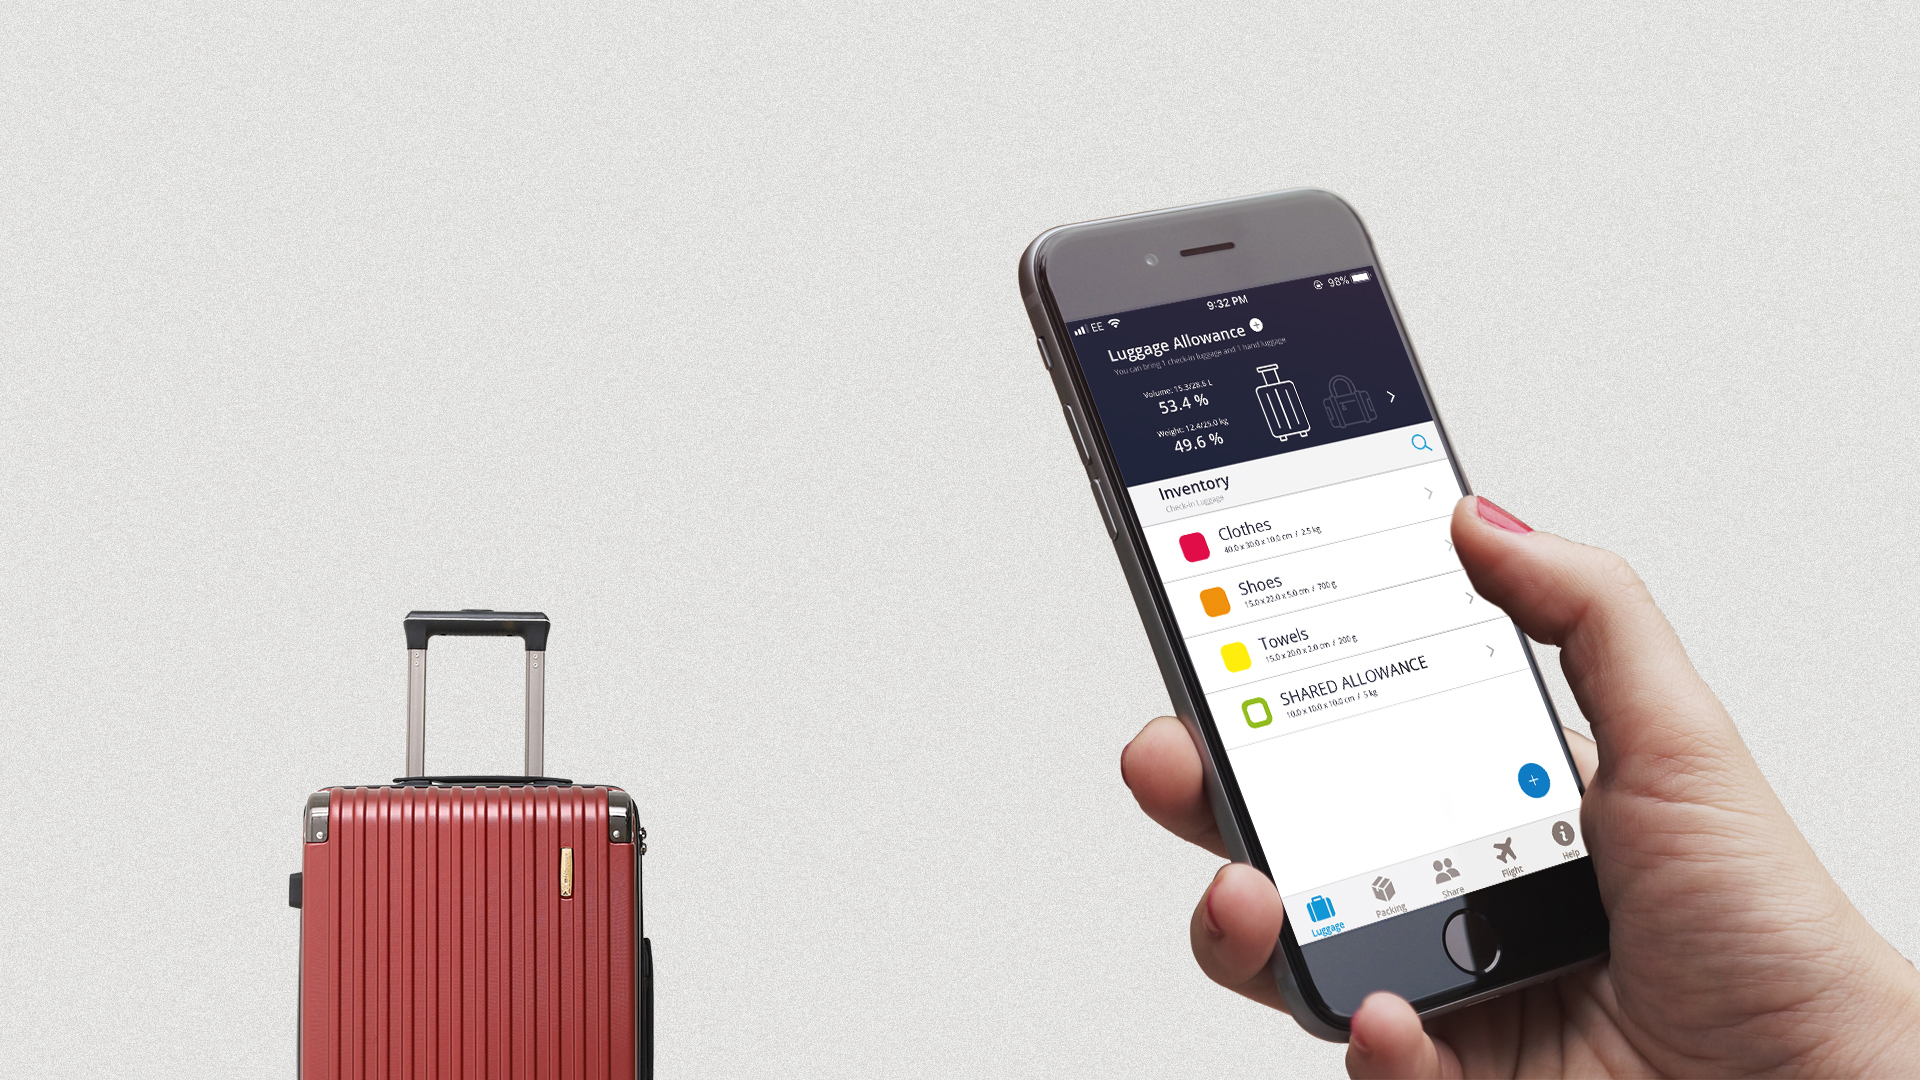 9:32 PM
98%
EE
Luggage Allowance
You can bring 1 check-in luggage and 1 hand luggage
Volume: 15.3/28.6 L
53.4 %
Weight: 12.4/25.0 kg
49.6 %
Inventory
Check-In Luggage
Clothes
40.0 x 30.0 x 10.0 cm / 2.5 kg
Shoes
15.0 x 22.0 x 5.0 cm / 700 g
Towels
15.0 x 20.0 x 2.0 cm / 200 g
SHARED ALLOWANCE
10.0 x 10.0 x 10.0 cm / 5 kg
Luggage
Packing
Share
Flight
Help